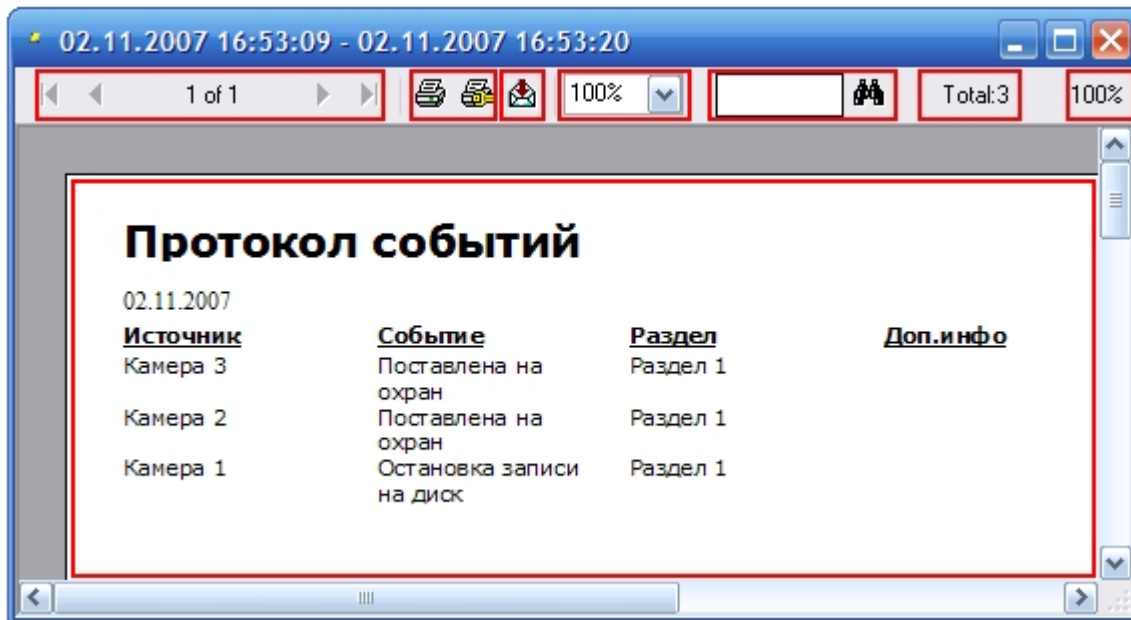 02.11.2007 16:53:09 - 02.11.2007 16:53:20
1 of 1 100% Total:3 100%
Протокол событий
02.11.2007
Источник Событие Раздел Доп.инфо
Камера 3 Поставлена на Раздел 1
охран
Камера 2 Поставлена на Раздел 1
охран
Камера 1 Остановка записи Раздел 1
на диск